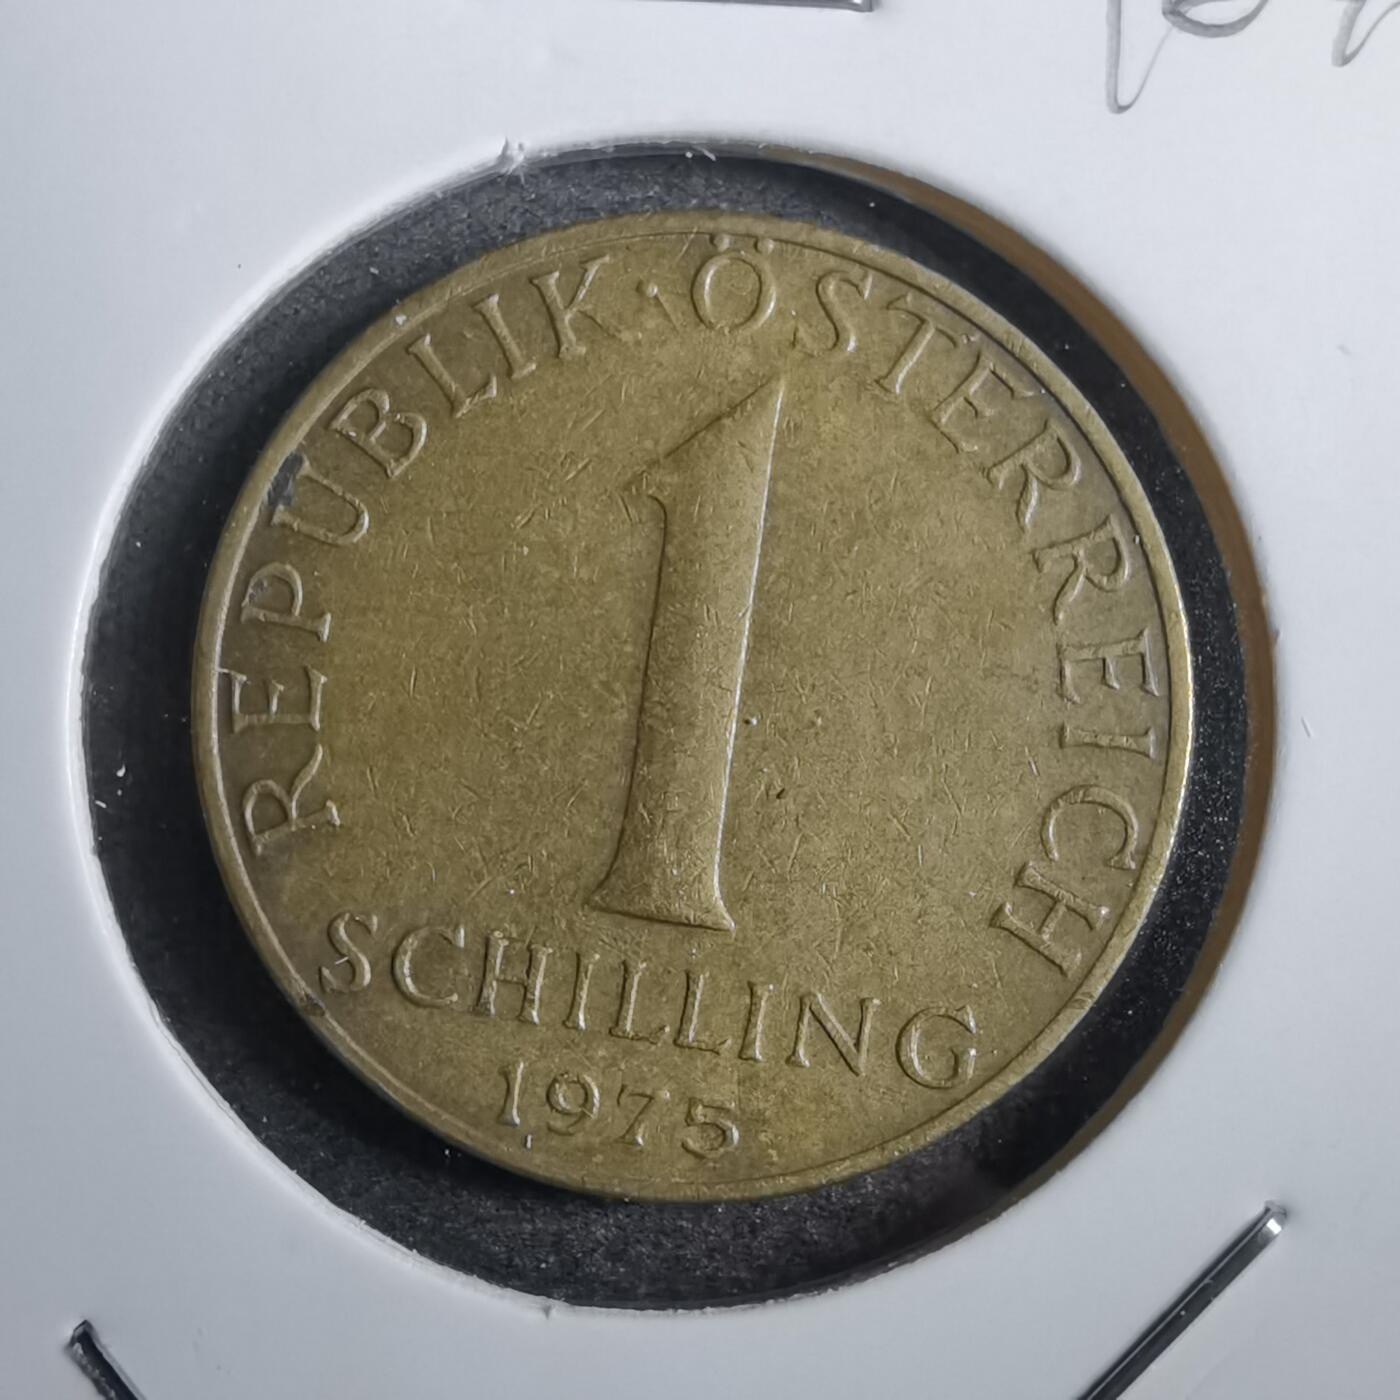 REPUBLIK · ÖSTERREICH
1
SCHILLING
1975